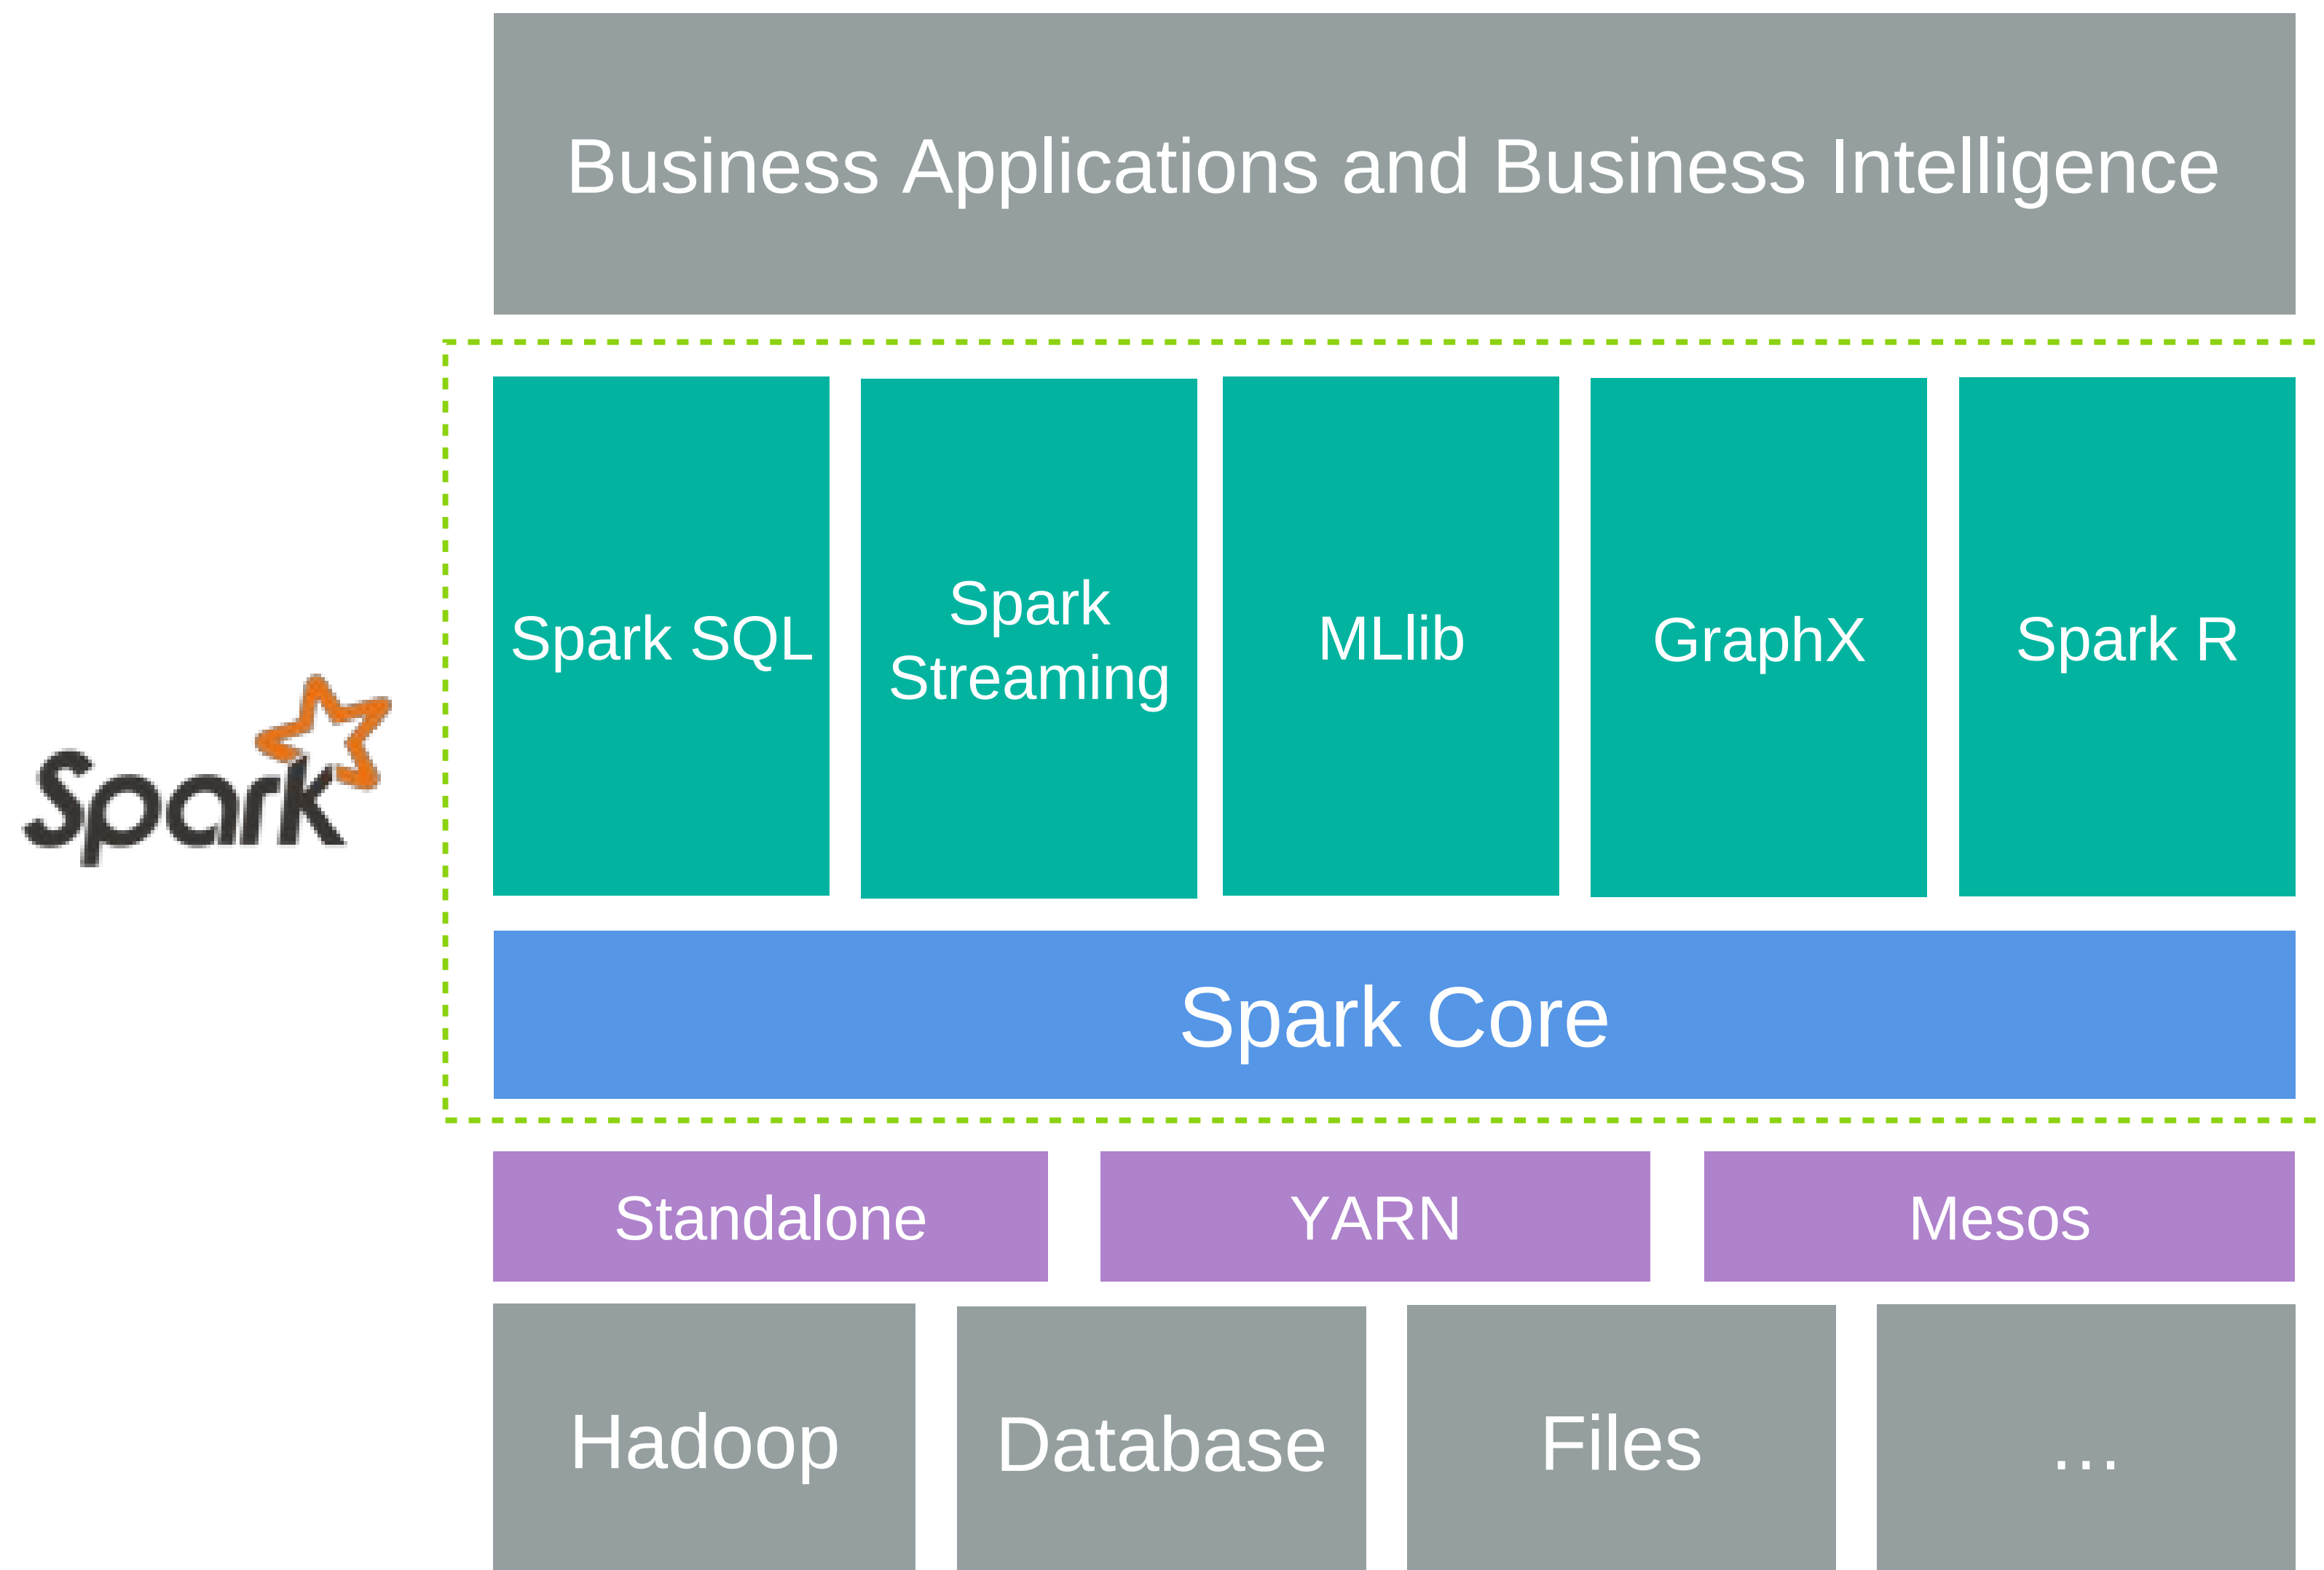 Business Applications and Business Intelligence
Spark SQL
Spark
Streaming
MLlib
GraphX
Spark R
Spark
Spark Core
Standalone
YARN
Mesos
Hadoop
Database
Files
...